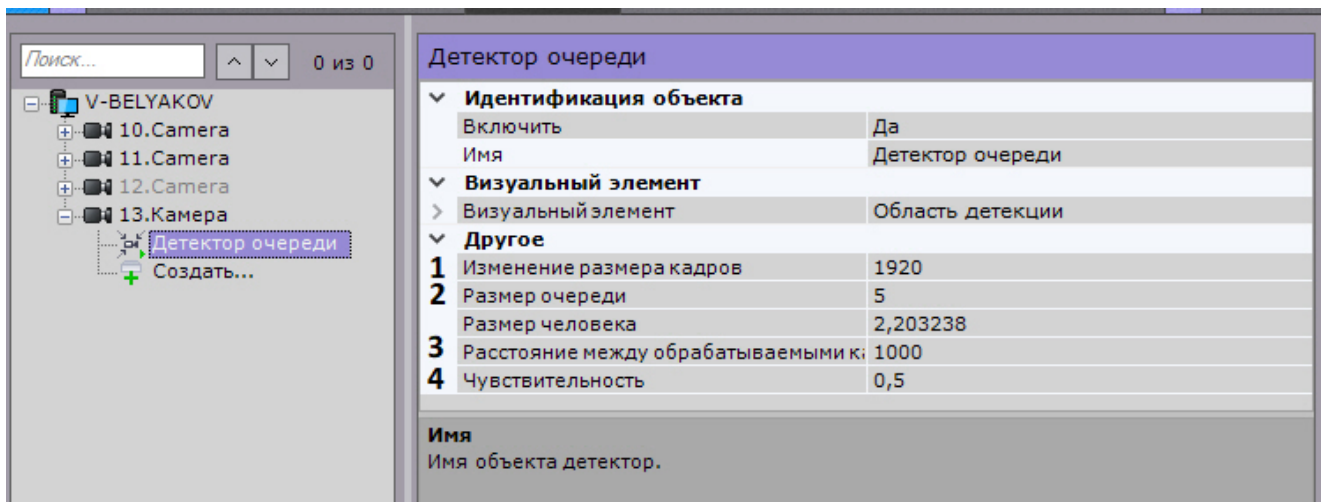 Поиск...
0 из 0
V-BELYAKOV
10.Camera
11.Camera
12.Camera
13.Камера
Детектор очереди
Создать...
Детектор очереди
Идентификация объекта
Включить Да
Имя Детектор очереди
Визуальный элемент
Визуальный элемент Область детекции
Другое
1 Изменение размера кадров 1920
2 Размер очереди 5
Размер человека 2,203238
3 Расстояние между обрабатываемыми 1000
4 Чувствительность 0,5
Имя
Имя объекта детектор.